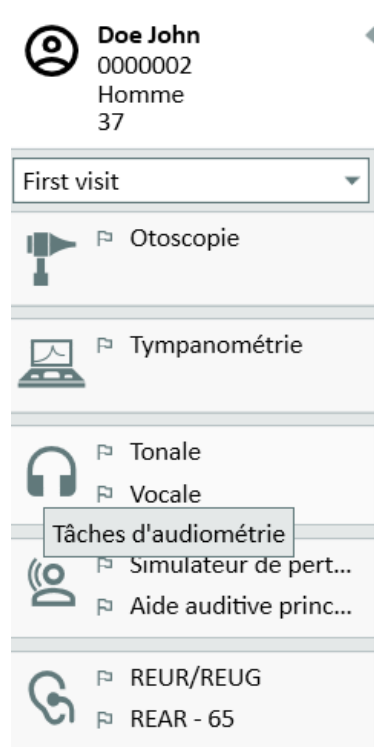 Doe John
0000002
Homme
37
First visit
Otoscopie
Tympanométrie
Tonale
Vocale
Tâches d'audiométrie
Simulateur de pert...
Aide auditive princ...
REUR/REUG
REAR - 65